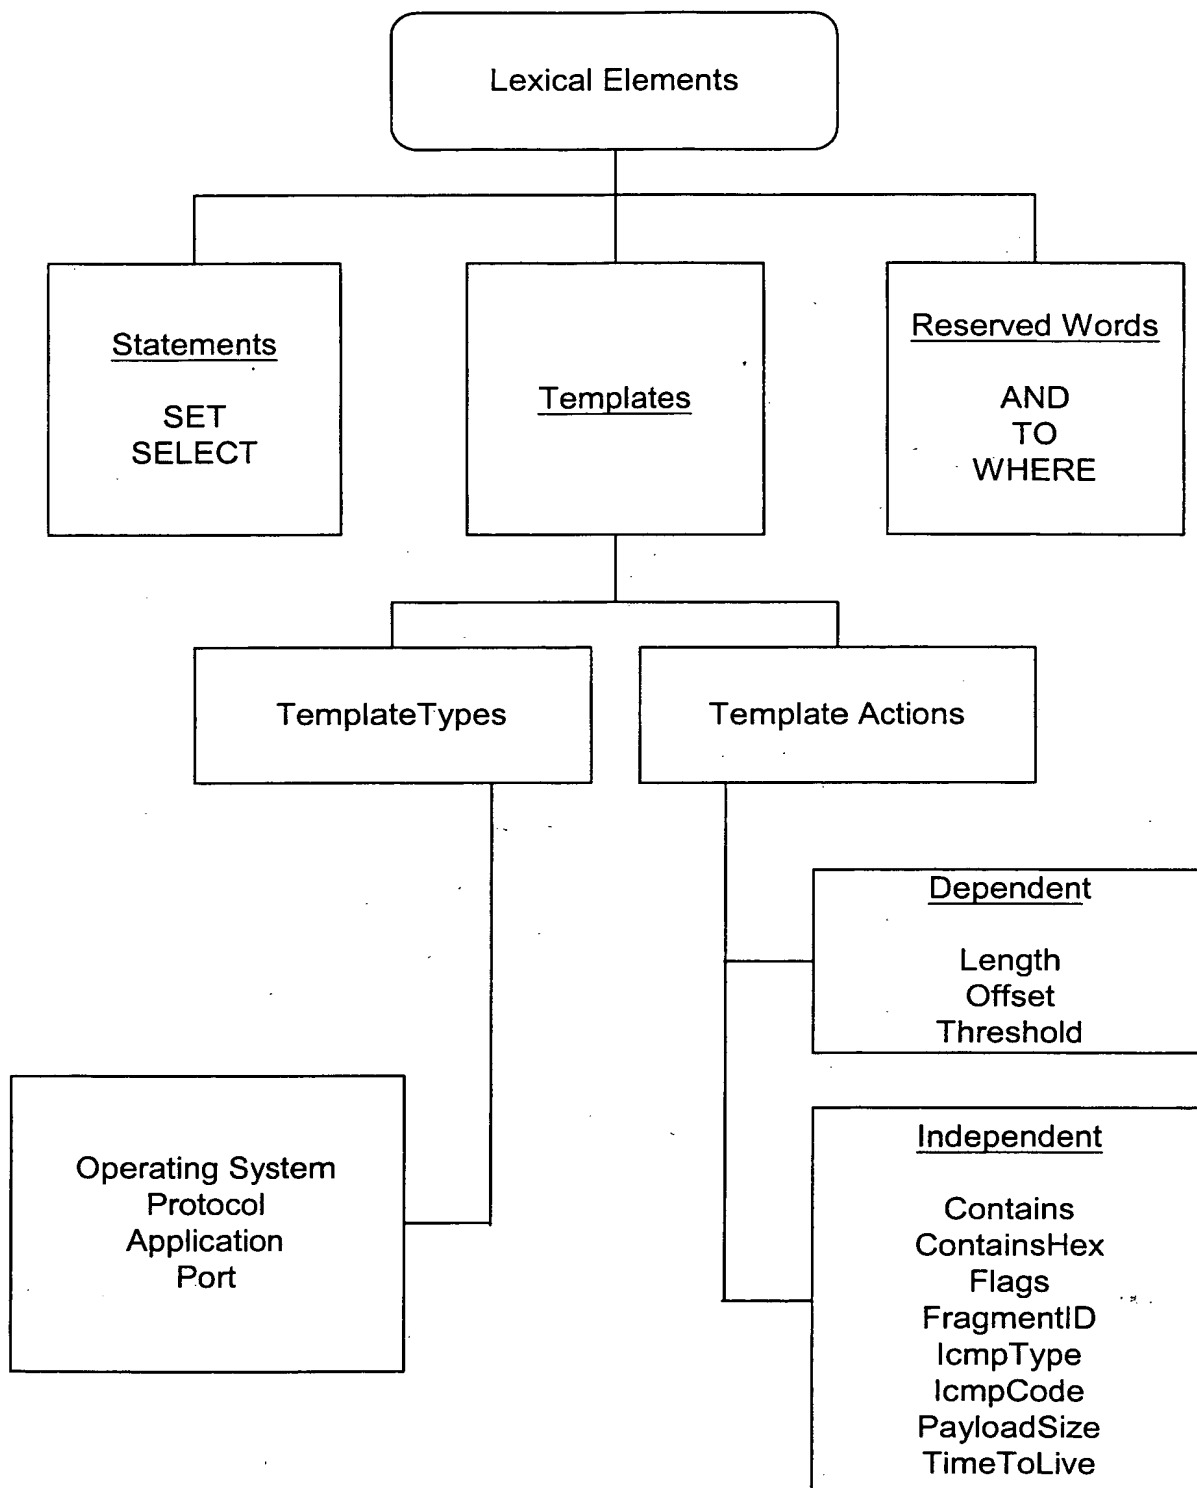 Lexical Elements
Statements
SET
SELECT
Templates
Reserved Words
AND
TO
WHERE
TemplateTypes
Template Actions
Dependent
Length
Offset
Threshold
Operating System
Protocol
Application
Port
Independent
Contains
ContainsHex
Flags
FragmentID
IcmpType
IcmpCode
PayloadSize
TimeToLive